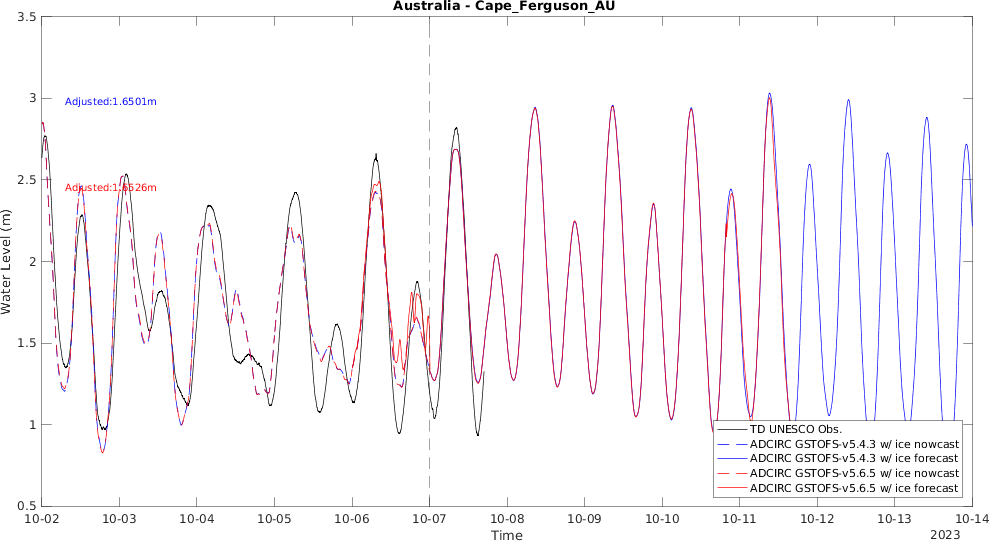 Australia - Cape_Ferguson_AU
3.5
3
2.5
2
1.5
1
0.5
Water Level (m)
Adjusted:1.6501m
Adjusted:1.6526m
TD UNESCO Obs.
ADCIRC GSTOFS-v5.4.3 w/ ice nowcast
ADCIRC GSTOFS-v5.4.3 w/ ice forecast
ADCIRC GSTOFS-v5.6.5 w/ ice nowcast
ADCIRC GSTOFS-v5.6.5 w/ ice forecast
10-02 10-03 10-04 10-05 10-06 10-07 10-08 10-09 10-10 10-11 10-12 10-13 10-14
Time
2023